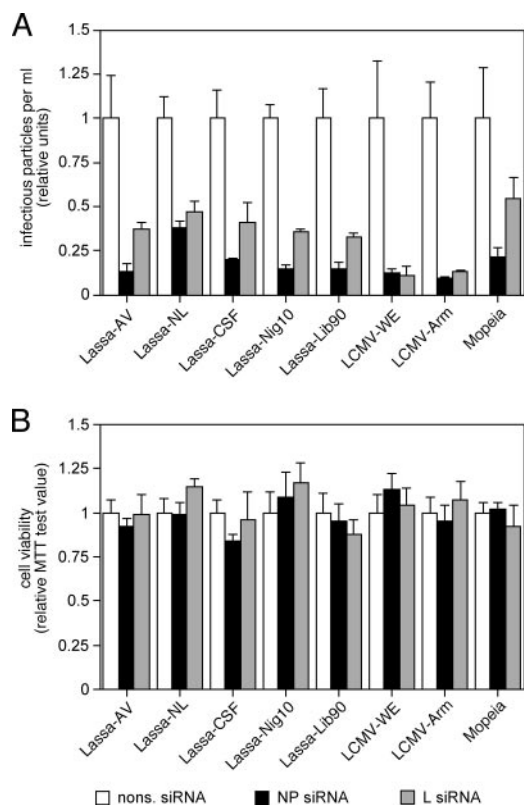 A
infectious particles per ml
(relative units)
1.5
1.25
1
0.75
0.5
0.25
0
Lassa-AV
Lassa-NL
Lassa-CSF
Lassa-Nig10
Lassa-Lib90
LCMV-WE
LCMV-Arm
Mopeia
B
cell viability
(relative MTT test value)
1.5
1.25
1
0.75
0.5
0.25
0
Lassa-AV
Lassa-NL
Lassa-CSF
Lassa-Nig10
Lassa-Lib90
LCMV-WE
LCMV-Arm
Mopeia
nons. siRNA NP siRNA L siRNA